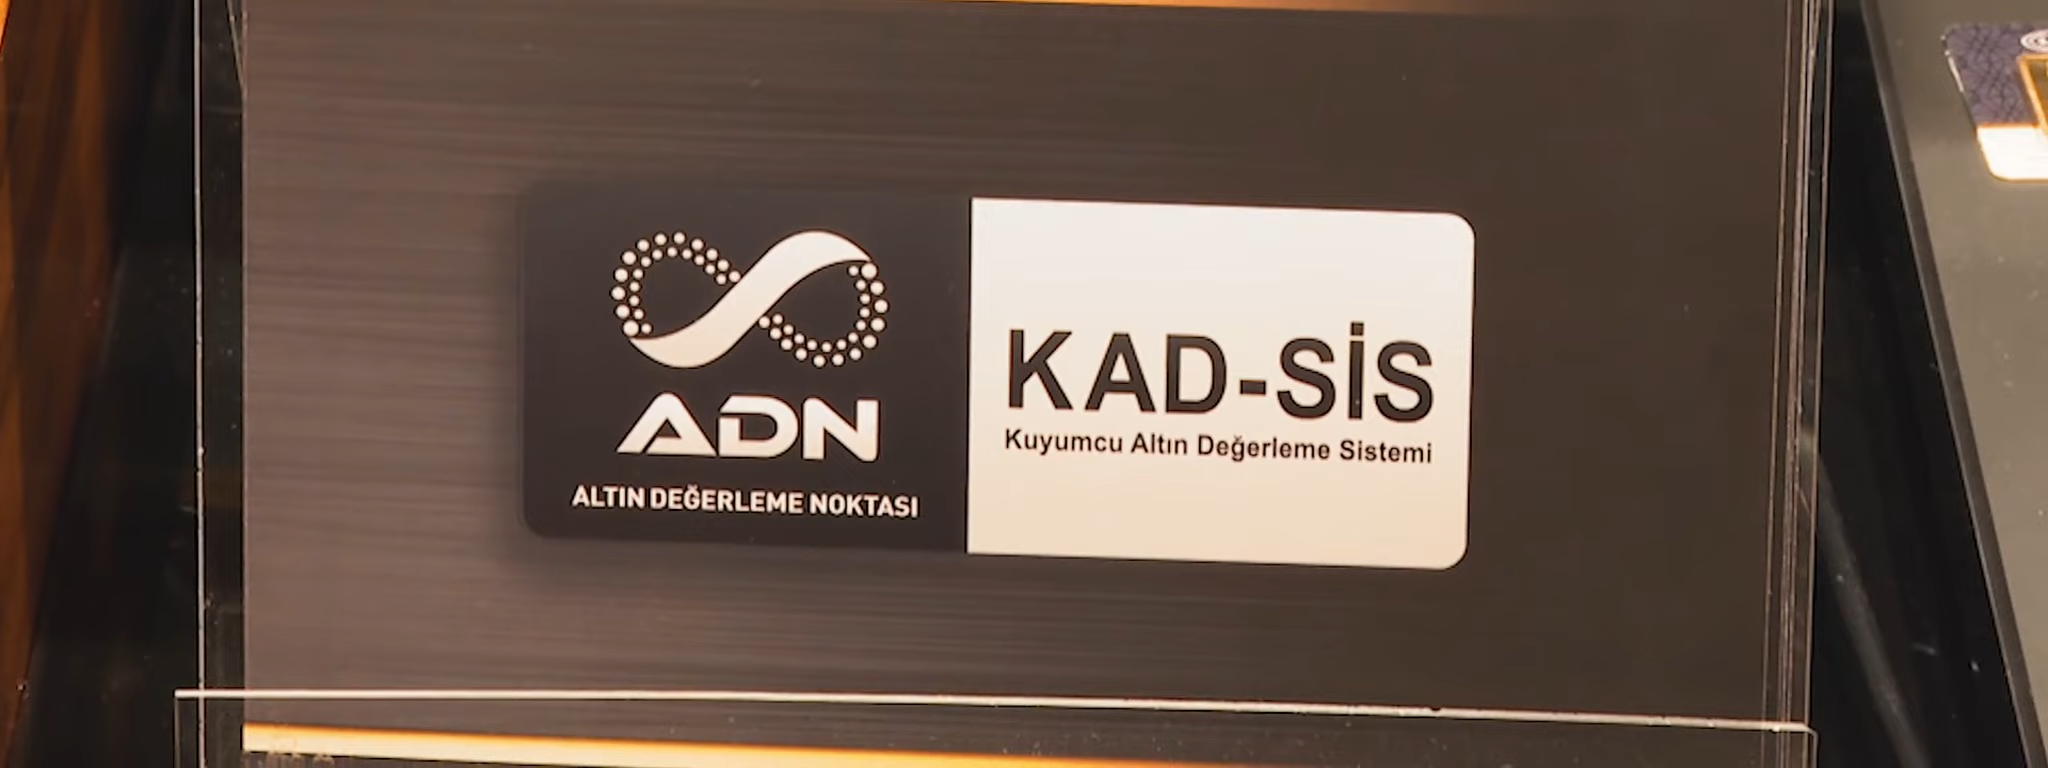 ADN
ALTIN DEĞERLEME NOKTASI
KAD-SİS
Kuyumcu Altın Değerleme Sistemi